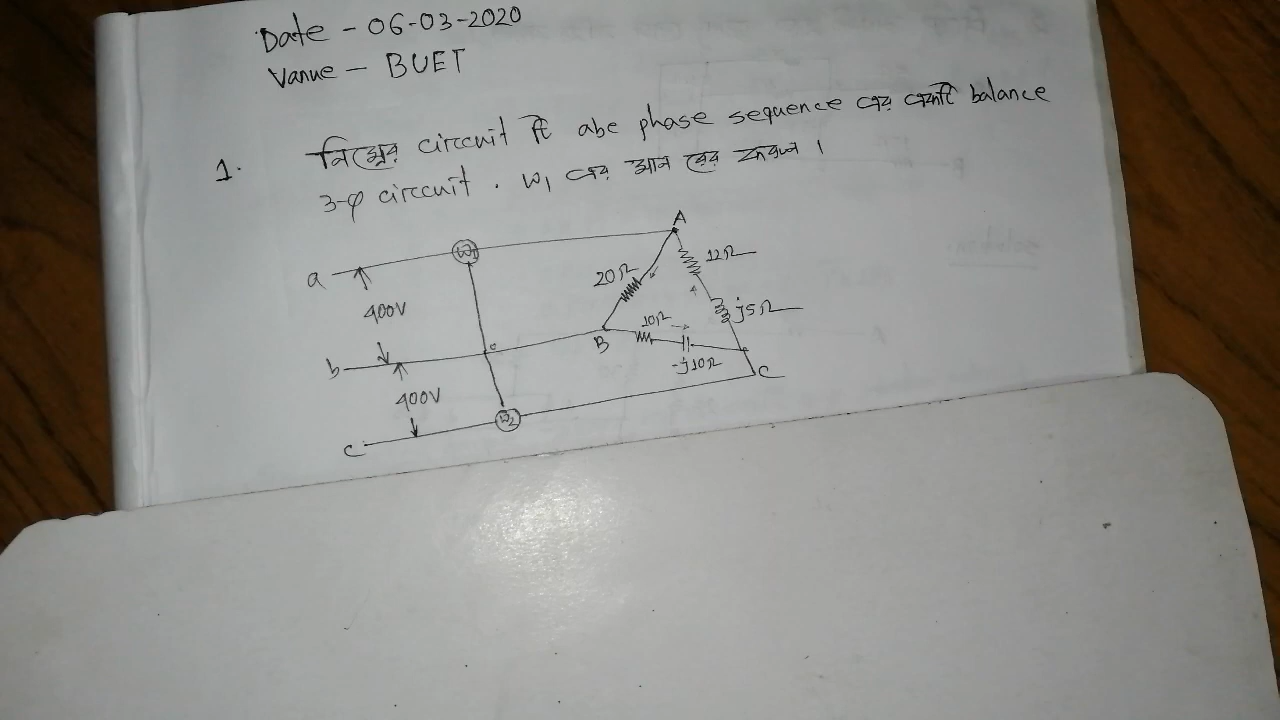 Date - 06-03-2020
Vanue - BUET
1. নিম্নের circuit টি abc phase sequence এর একটি balance
3-φ circuit. W1 এর মান বের করুন।
A
a
W1
20Ω
12Ω
400V
j5Ω
10Ω
B
b
-j10Ω
C
400V
W2
c